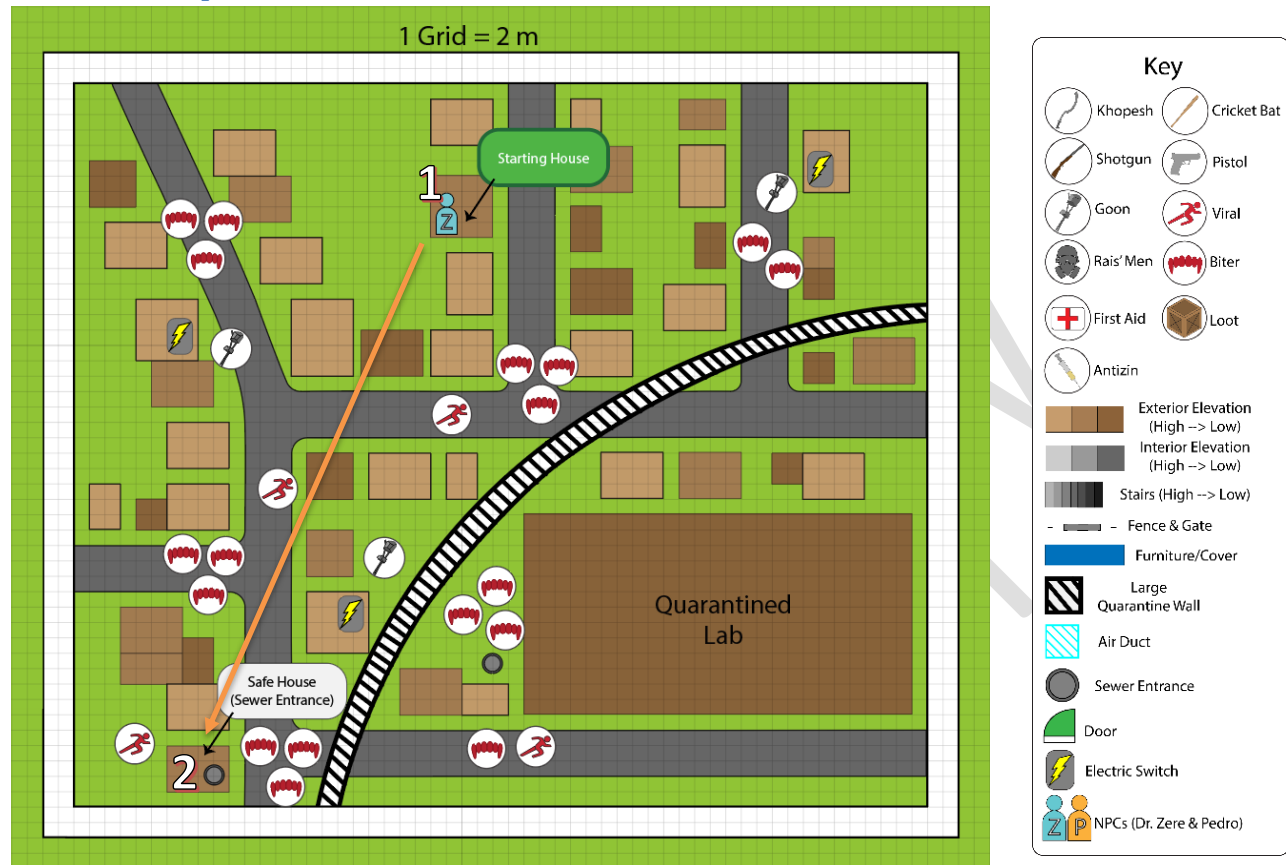 1 Grid = 2 m
Starting House
1
Z
Quarantined
Lab
Safe House
(Sewer Entrance)
2
Key
Khopesh
Cricket Bat
Shotgun
Pistol
Goon
Viral
Rais' Men
Biter
First Aid
Loot
Antizin
Exterior Elevation
(High --> Low)
Interior Elevation
(High --> Low)
Stairs (High --> Low)
Fence & Gate
Furniture/Cover
Large
Quarantine Wall
Air Duct
Sewer Entrance
Door
Electric Switch
Z P
NPCs (Dr. Zere & Pedro)